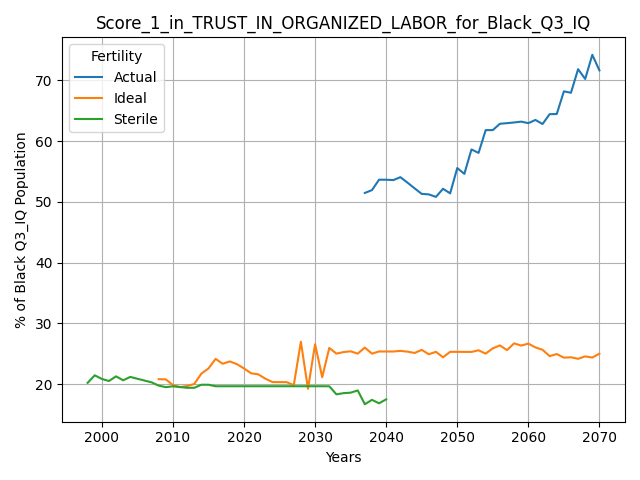 Score_1_in_TRUST_IN_ORGANIZED_LABOR_for_Black_Q3_IQ
Fertility
Actual
Ideal
Sterile
% of Black Q3_IQ Population
70
60
50
40
30
20
2000 2010 2020 2030 2040 2050 2060 2070
Years